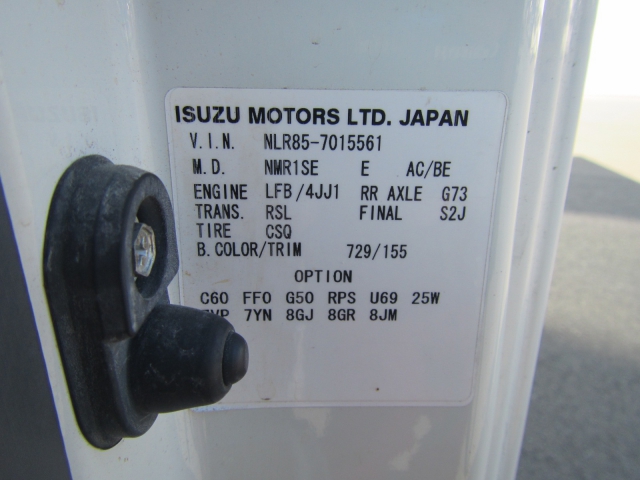 ISUZU MOTORS LTD. JAPAN
V.I.N. NLR85-7015561
M.D. NMR1SE E AC/BE
ENGINE LFB/4JJ1 RR AXLE G73
TRANS. RSL FINAL S2J
TIRE CSQ
B.COLOR/TRIM 729/155
OPTION
C60 FF0 G50 RPS U69 25W
7YN 8GJ 8GR 8JM